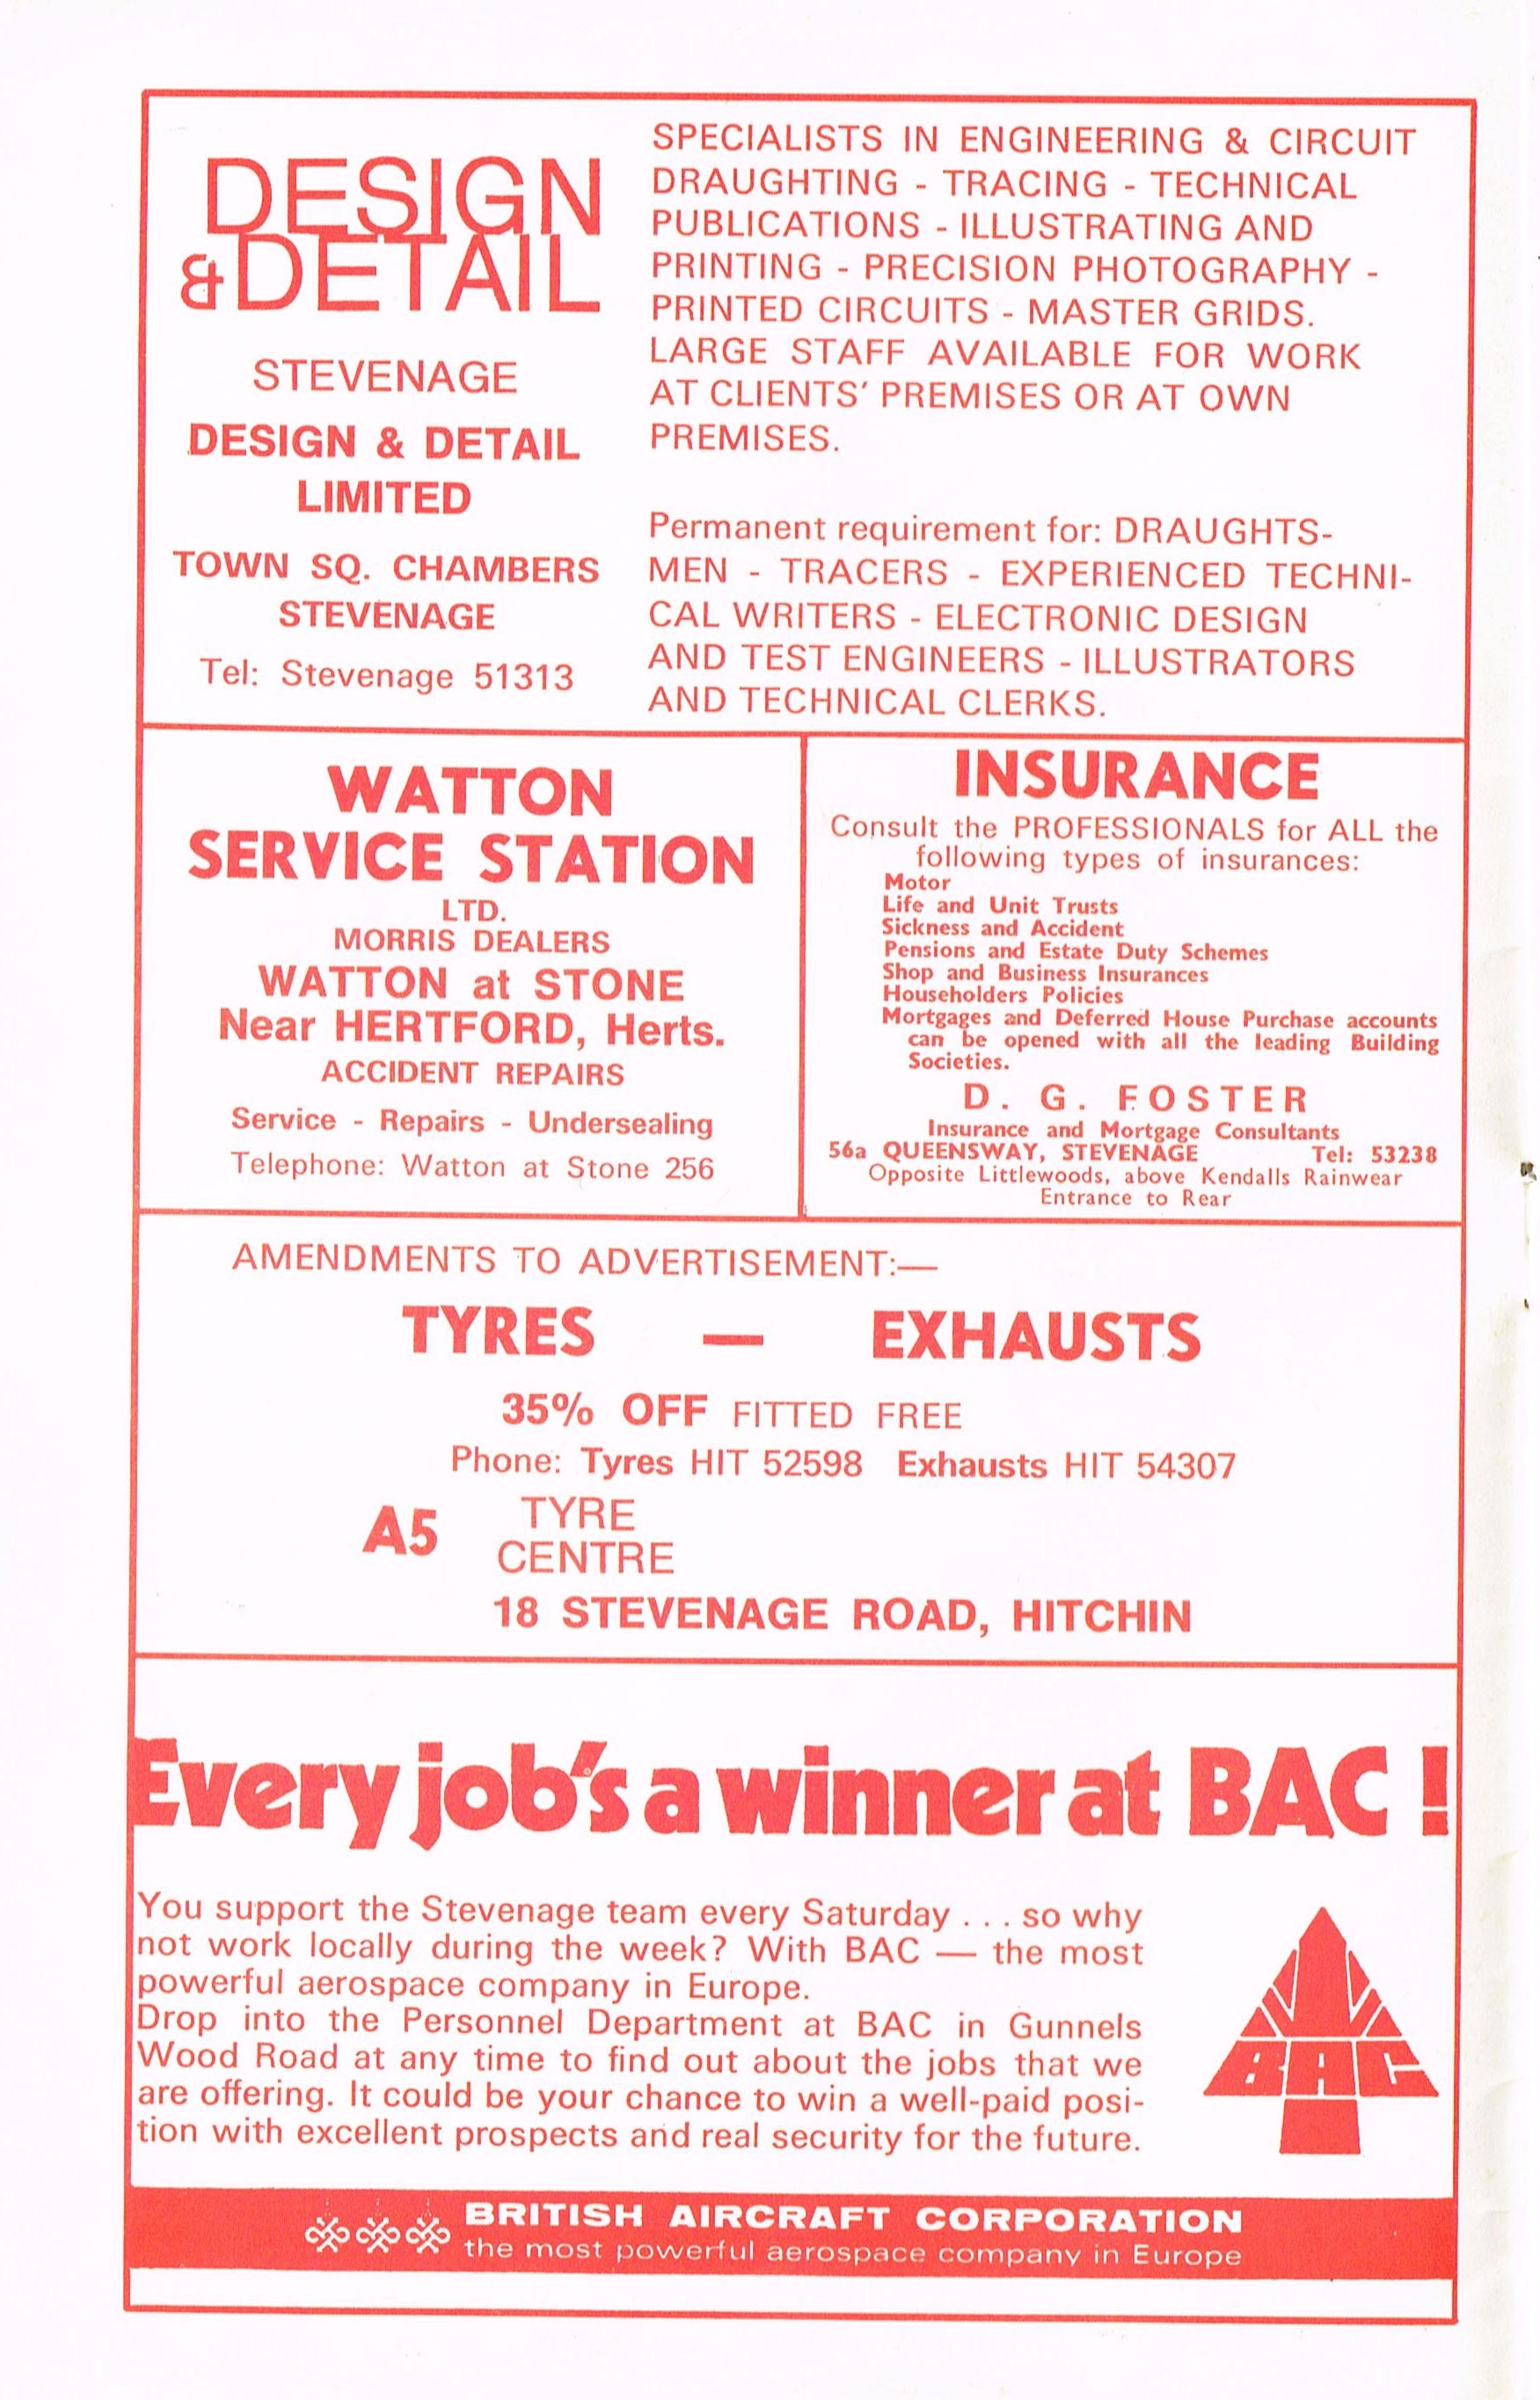 DESIGN
&DETAIL
STEVENAGE
DESIGN & DETAIL
LIMITED
TOWN SQ. CHAMBERS
STEVENAGE
Tel: Stevenage 51313
SPECIALISTS IN ENGINEERING & CIRCUIT
DRAUGHTING - TRACING - TECHNICAL
PUBLICATIONS - ILLUSTRATING AND
PRINTING - PRECISION PHOTOGRAPHY -
PRINTED CIRCUITS - MASTER GRIDS.
LARGE STAFF AVAILABLE FOR WORK
AT CLIENTS' PREMISES OR AT OWN
PREMISES.
Permanent requirement for: DRAUGHTS-
MEN - TRACERS - EXPERIENCED TECHNI-
CAL WRITERS - ELECTRONIC DESIGN
AND TEST ENGINEERS - ILLUSTRATORS
AND TECHNICAL CLERKS.
WATTON
SERVICE STATION
LTD.
MORRIS DEALERS
WATTON at STONE
Near HERTFORD, Herts.
ACCIDENT REPAIRS
Service - Repairs - Undersealing
Telephone: Watton at Stone 256
INSURANCE
Consult the PROFESSIONALS for ALL the
following types of insurances:
Motor
Life and Unit Trusts
Sickness and Accident
Pensions and Estate Duty Schemes
Shop and Business Insurances
Householders Policies
Mortgages and Deferred House Purchase accounts
can be opened with all the leading Building
Societies.
D. G. FOSTER
Insurance and Mortgage Consultants
56a QUEENSWAY, STEVENAGE Tel: 53238
Opposite Littlewoods, above Kendalls Rainwear
Entrance to Rear
AMENDMENTS TO ADVERTISEMENT:—
TYRES — EXHAUSTS
35% OFF FITTED FREE
Phone: Tyres HIT 52598 Exhausts HIT 54307
A5 TYRE
CENTRE
18 STEVENAGE ROAD, HITCHIN
Every job's a winner at BAC !
You support the Stevenage team every Saturday . . . so why
not work locally during the week? With BAC — the most
powerful aerospace company in Europe.
Drop into the Personnel Department at BAC in Gunnels
Wood Road at any time to find out about the jobs that we
are offering. It could be your chance to win a well-paid posi-
tion with excellent prospects and real security for the future.
BAC
BRITISH AIRCRAFT CORPORATION
the most powerful aerospace company in Europe